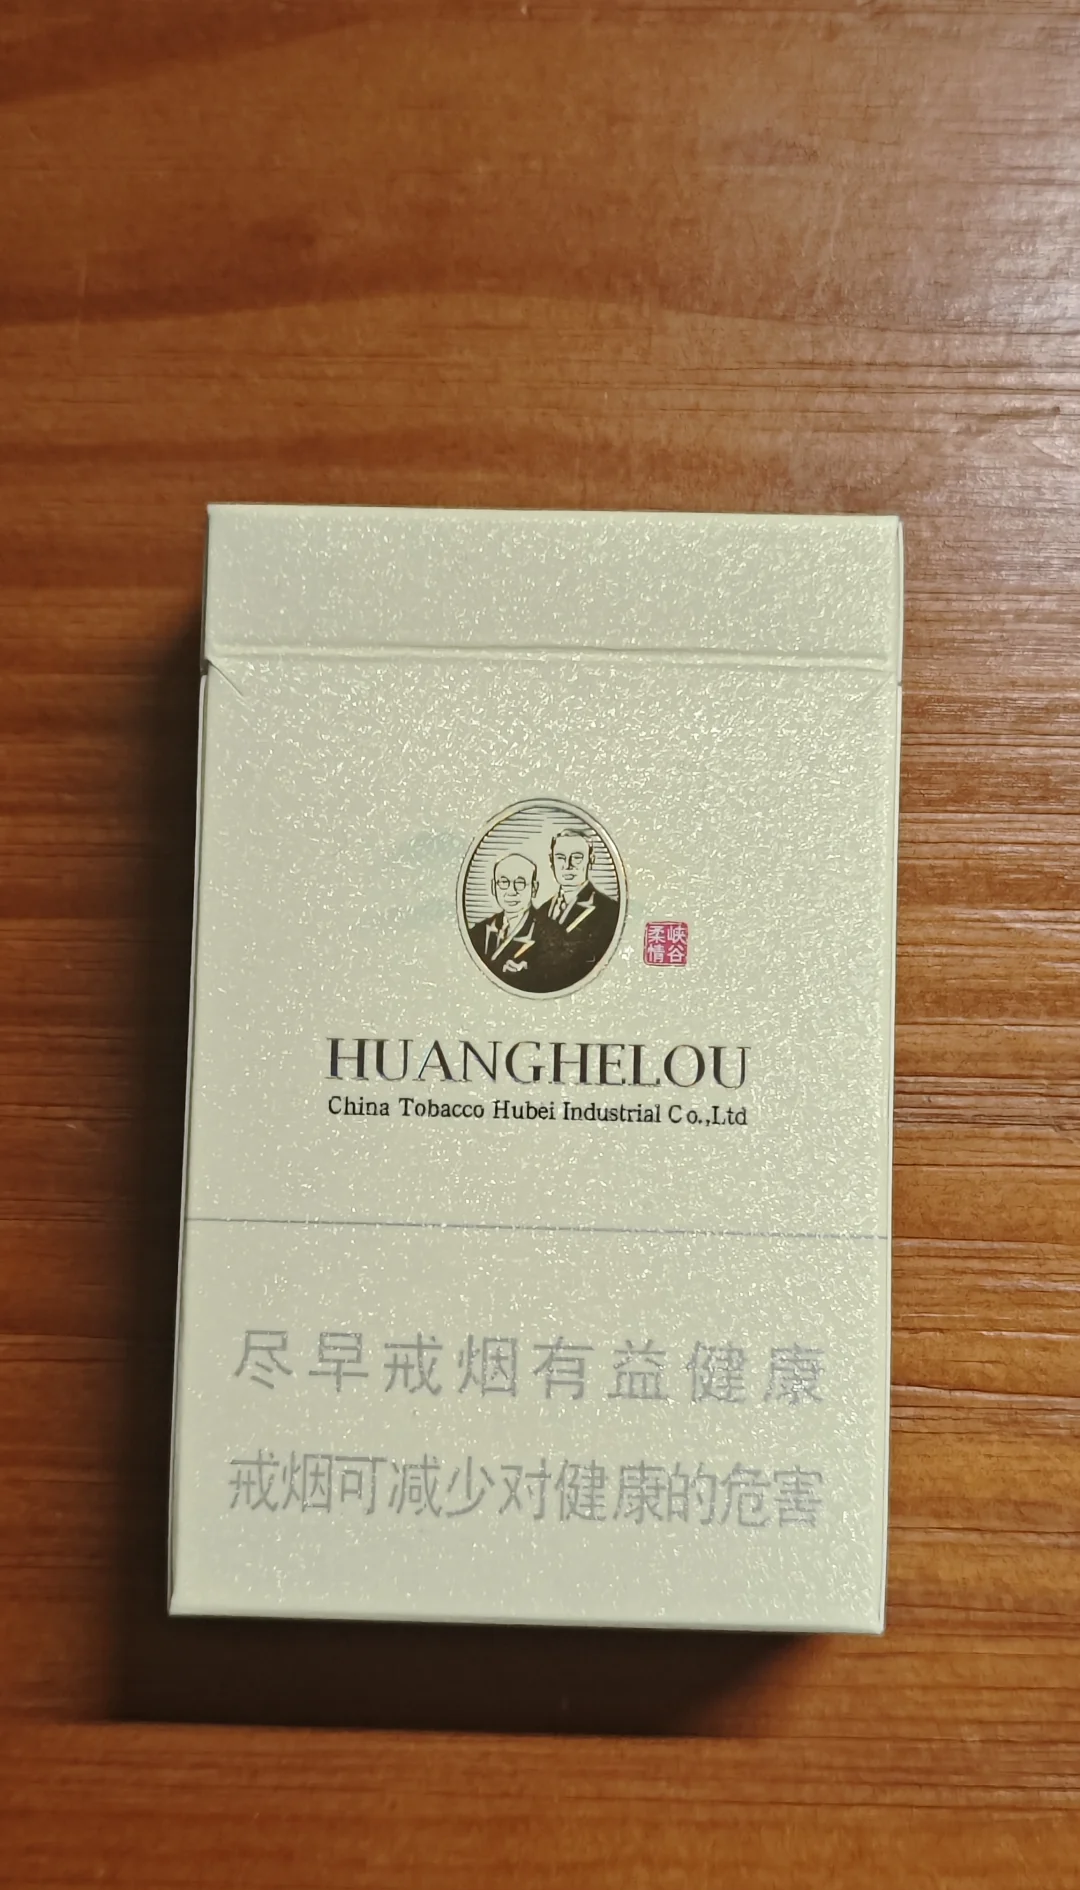 峡谷
柔情
HUANGHELOU
China Tobacco Hubei Industrial Co.,Ltd
尽早戒烟有益健康
戒烟可减少对健康的危害